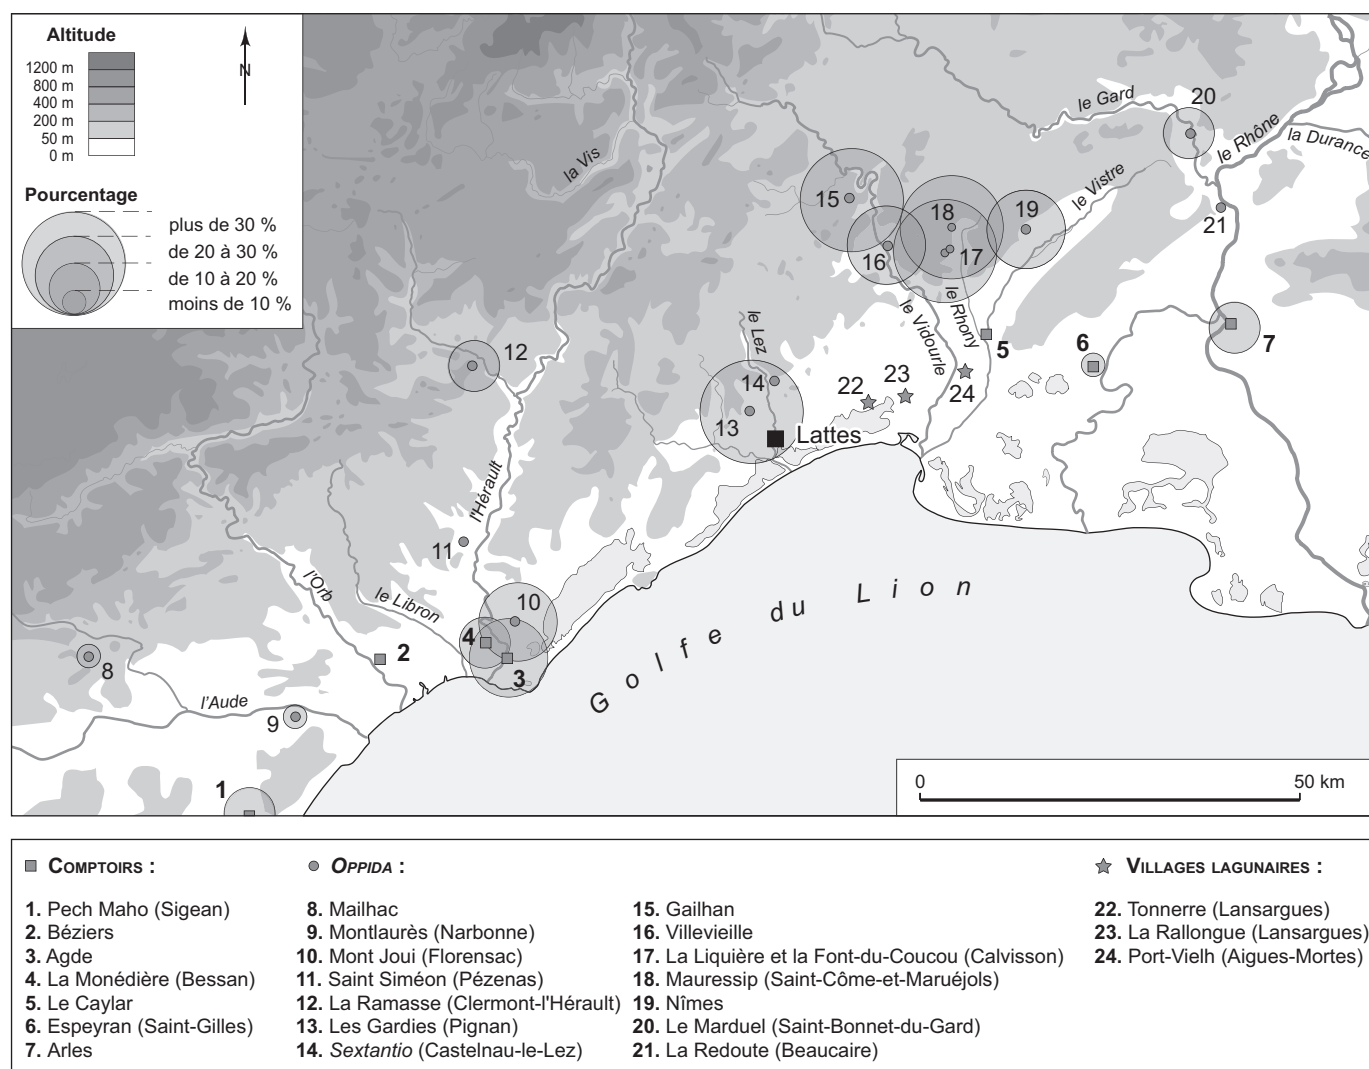 Altitude
1200 m
800 m
400 m
200 m
50 m
0 m
N
Pourcentage
plus de 30 %
de 20 à 30 %
de 10 à 20 %
moins de 10 %
la Vis
le Gard
20
le Rhône
la Durance
le Vistre
15
18
19
21
16
17
le Rhony
le Vidourle
5
6
7
12
le Lez
14
22
23
24
13
Lattes
l'Hérault
11
l'Orb
le Libron
10
4
3
2
8
l'Aude
9
1
Golfe du Lion
0 50 km
COMPTOIRS :
1. Pech Maho (Sigean)
2. Béziers
3. Agde
4. La Monédière (Bessan)
5. Le Caylar
6. Espeyran (Saint-Gilles)
7. Arles
OPPIDA :
8. Mailhac
9. Montlaurès (Narbonne)
10. Mont Joui (Florensac)
11. Saint Siméon (Pézenas)
12. La Ramasse (Clermont-l'Hérault)
13. Les Gardies (Pignan)
14. Sextantio (Castelnau-le-Lez)
15. Gailhan
16. Villevieille
17. La Liquière et la Font-du-Coucou (Calvisson)
18. Mauressip (Saint-Côme-et-Maruéjols)
19. Nîmes
20. Le Marduel (Saint-Bonnet-du-Gard)
21. La Redoute (Beaucaire)
VILLAGES LAGUNAIRES :
22. Tonnerre (Lansargues)
23. La Rallongue (Lansargues)
24. Port-Vielh (Aigues-Mortes)